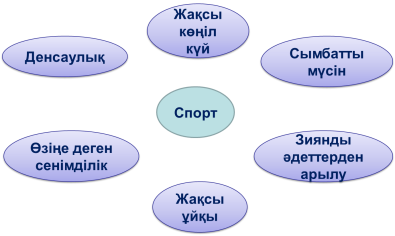 Жақсы
көңіл
күй
Денсаулық
Сымбатты
мүсін
Спорт
Өзіңе деген
сенімділік
Зиянды
әдеттерден
арылу
Жақсы
ұйқы